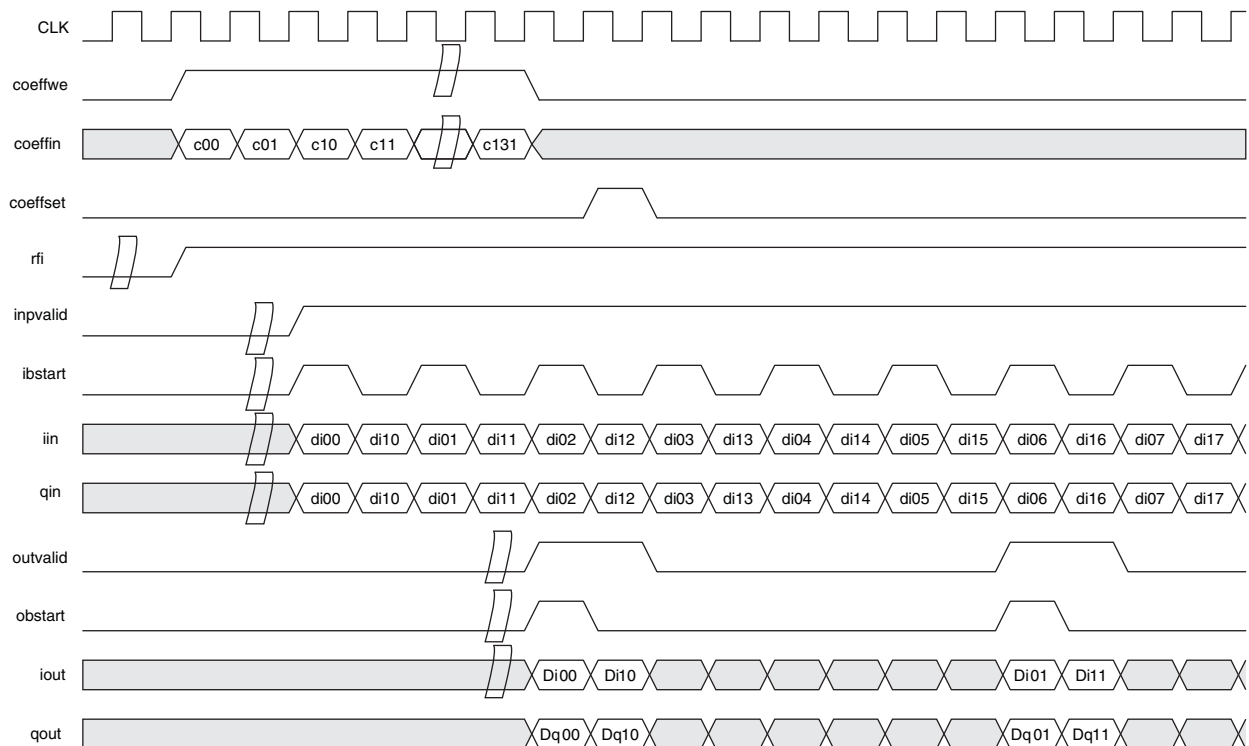 CLK
coeffwe
coeffin c00 c01 c10 c11 c131
coeffset
rfi
inpvalid
ibstart
iin di00 di10 di01 di11 di02 di12 di03 di13 di04 di14 di05 di15 di06 di16 di07 di17
qin di00 di10 di01 di11 di02 di12 di03 di13 di04 di14 di05 di15 di06 di16 di07 di17
outvalid
obstart
iout Di00 Di10 Di01 Di11
qout Dq00 Dq10 Dq01 Dq11